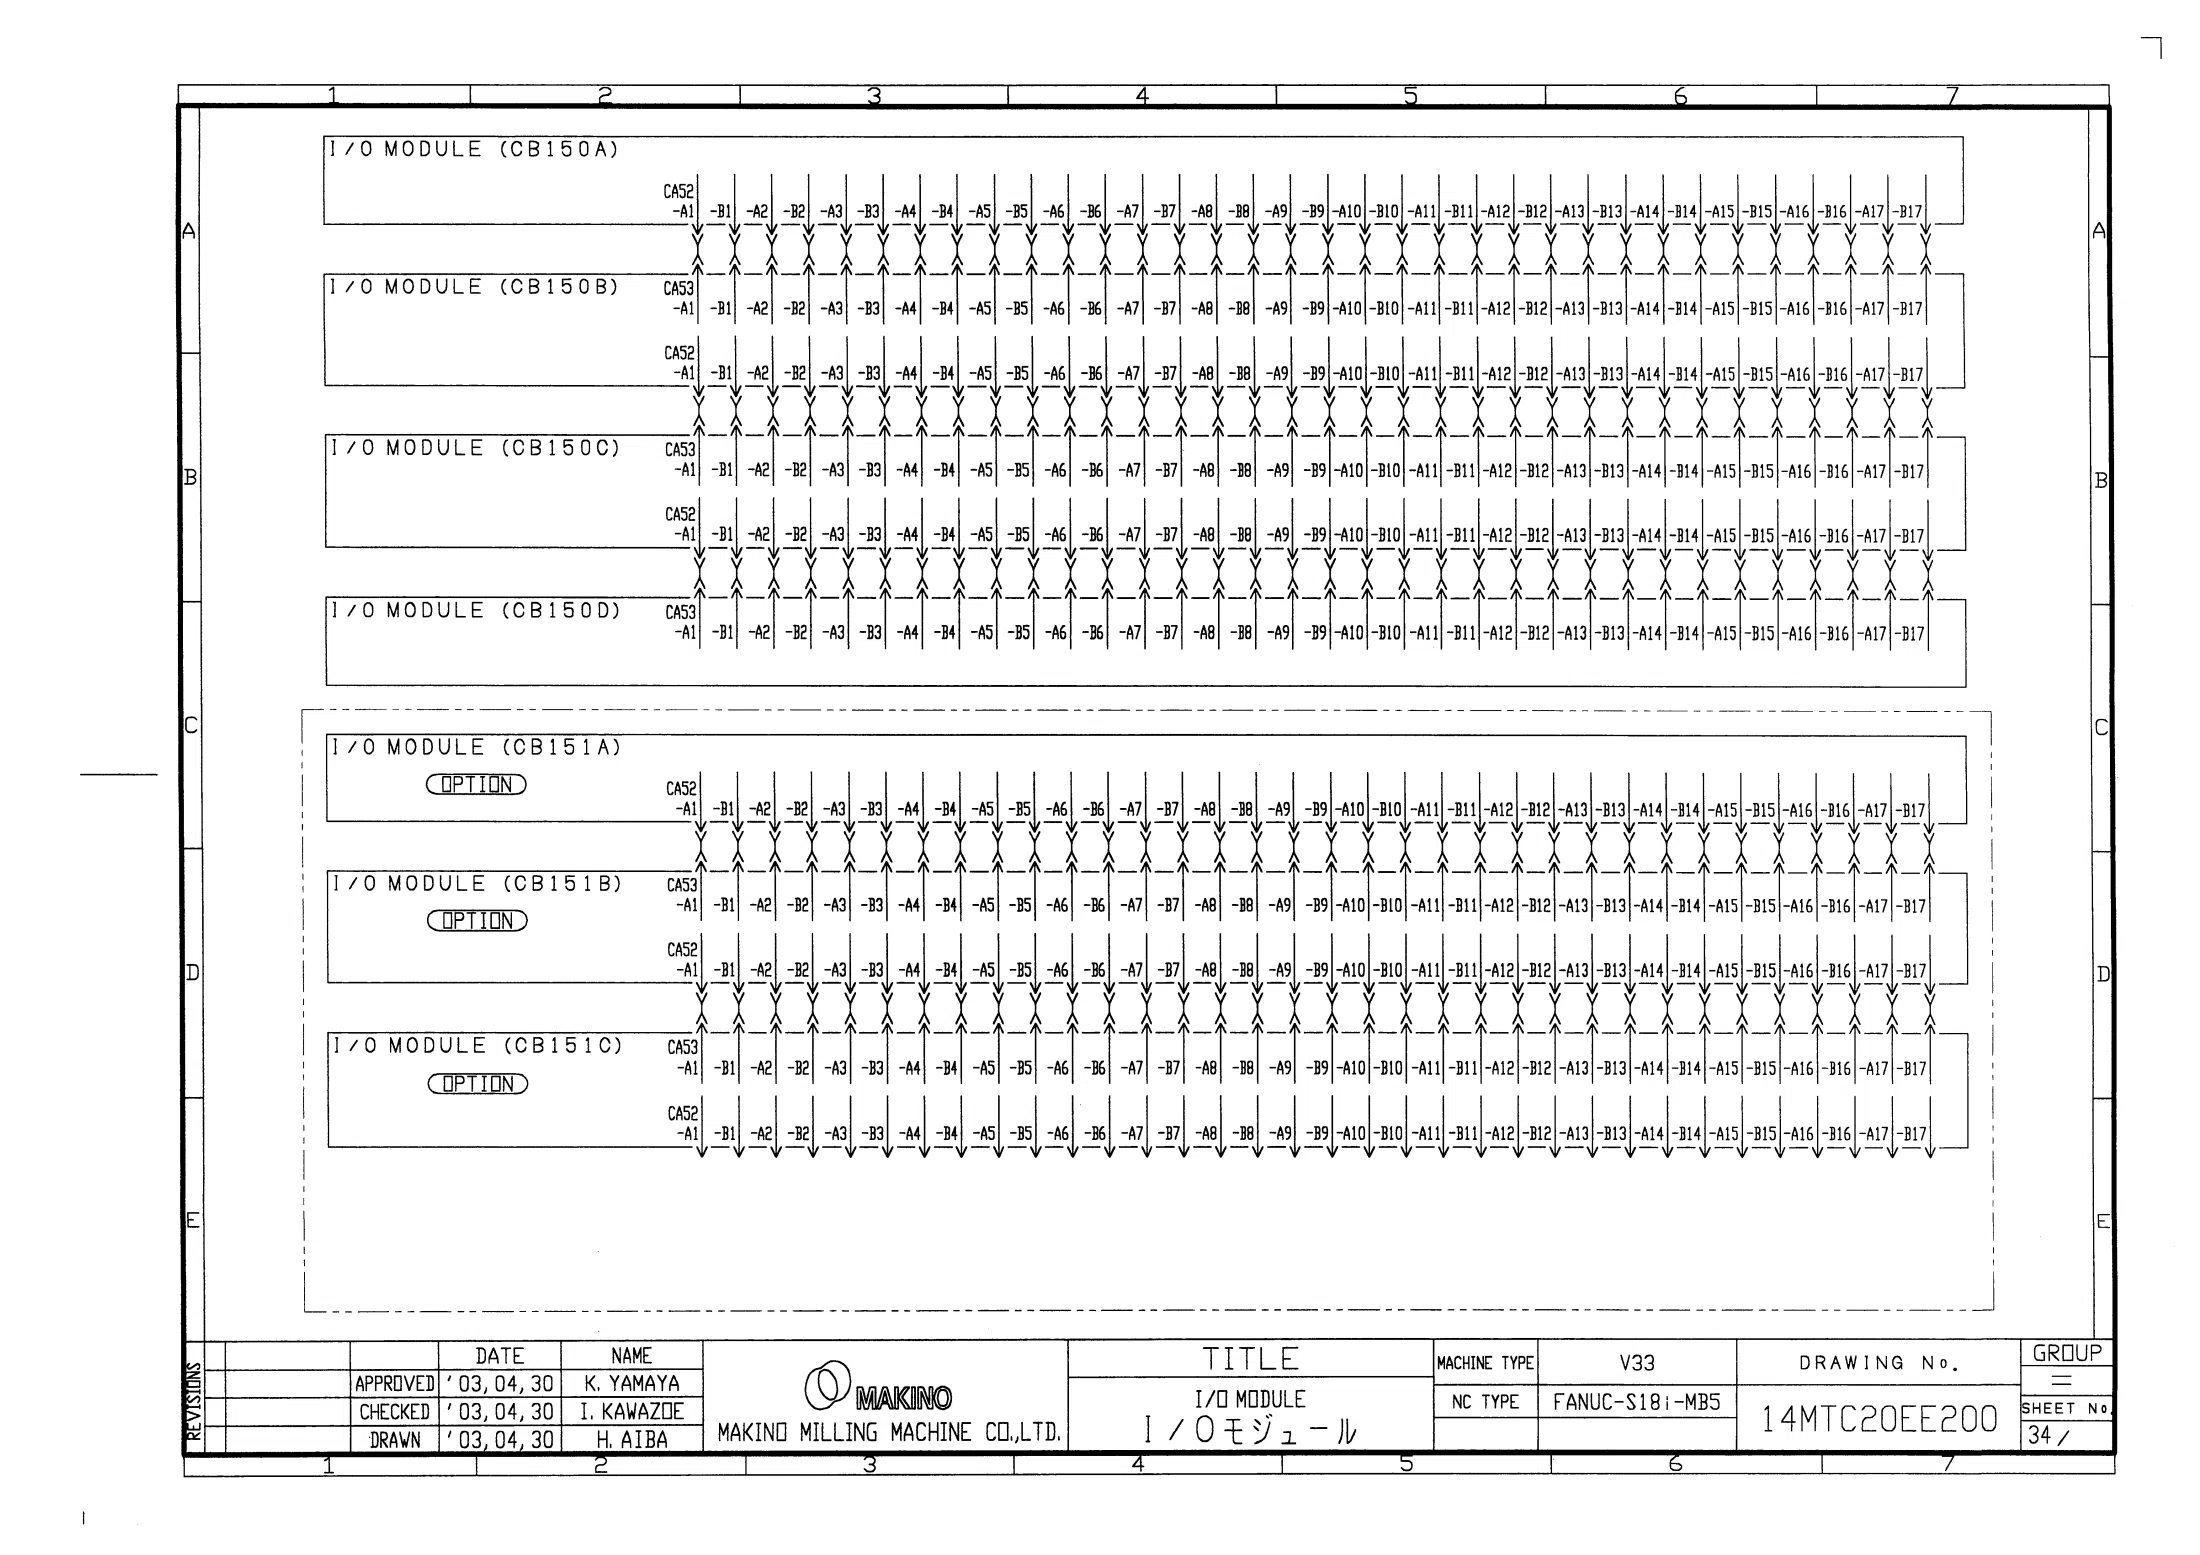 1 2 3 4 5 6 7
I/O MODULE (CB150A)
CA52
-A1 -B1 -A2 -B2 -A3 -B3 -A4 -B4 -A5 -B5 -A6 -B6 -A7 -B7 -A8 -B8 -A9 -B9 -A10 -B10 -A11 -B11 -A12 -B12 -A13 -B13 -A14 -B14 -A15 -B15 -A16 -B16 -A17 -B17
A A
I/O MODULE (CB150B) CA53
-A1 -B1 -A2 -B2 -A3 -B3 -A4 -B4 -A5 -B5 -A6 -B6 -A7 -B7 -A8 -B8 -A9 -B9 -A10 -B10 -A11 -B11 -A12 -B12 -A13 -B13 -A14 -B14 -A15 -B15 -A16 -B16 -A17 -B17
CA52
-A1 -B1 -A2 -B2 -A3 -B3 -A4 -B4 -A5 -B5 -A6 -B6 -A7 -B7 -A8 -B8 -A9 -B9 -A10 -B10 -A11 -B11 -A12 -B12 -A13 -B13 -A14 -B14 -A15 -B15 -A16 -B16 -A17 -B17
I/O MODULE (CB150C) CA53
-A1 -B1 -A2 -B2 -A3 -B3 -A4 -B4 -A5 -B5 -A6 -B6 -A7 -B7 -A8 -B8 -A9 -B9 -A10 -B10 -A11 -B11 -A12 -B12 -A13 -B13 -A14 -B14 -A15 -B15 -A16 -B16 -A17 -B17
B B
CA52
-A1 -B1 -A2 -B2 -A3 -B3 -A4 -B4 -A5 -B5 -A6 -B6 -A7 -B7 -A8 -B8 -A9 -B9 -A10 -B10 -A11 -B11 -A12 -B12 -A13 -B13 -A14 -B14 -A15 -B15 -A16 -B16 -A17 -B17
I/O MODULE (CB150D) CA53
-A1 -B1 -A2 -B2 -A3 -B3 -A4 -B4 -A5 -B5 -A6 -B6 -A7 -B7 -A8 -B8 -A9 -B9 -A10 -B10 -A11 -B11 -A12 -B12 -A13 -B13 -A14 -B14 -A15 -B15 -A16 -B16 -A17 -B17
C C
I/O MODULE (CB151A)
OPTION
CA52
-A1 -B1 -A2 -B2 -A3 -B3 -A4 -B4 -A5 -B5 -A6 -B6 -A7 -B7 -A8 -B8 -A9 -B9 -A10 -B10 -A11 -B11 -A12 -B12 -A13 -B13 -A14 -B14 -A15 -B15 -A16 -B16 -A17 -B17
I/O MODULE (CB151B) CA53
-A1 -B1 -A2 -B2 -A3 -B3 -A4 -B4 -A5 -B5 -A6 -B6 -A7 -B7 -A8 -B8 -A9 -B9 -A10 -B10 -A11 -B11 -A12 -B12 -A13 -B13 -A14 -B14 -A15 -B15 -A16 -B16 -A17 -B17
OPTION
CA52
-A1 -B1 -A2 -B2 -A3 -B3 -A4 -B4 -A5 -B5 -A6 -B6 -A7 -B7 -A8 -B8 -A9 -B9 -A10 -B10 -A11 -B11 -A12 -B12 -A13 -B13 -A14 -B14 -A15 -B15 -A16 -B16 -A17 -B17
D D
I/O MODULE (CB151C) CA53
-A1 -B1 -A2 -B2 -A3 -B3 -A4 -B4 -A5 -B5 -A6 -B6 -A7 -B7 -A8 -B8 -A9 -B9 -A10 -B10 -A11 -B11 -A12 -B12 -A13 -B13 -A14 -B14 -A15 -B15 -A16 -B16 -A17 -B17
OPTION
CA52
-A1 -B1 -A2 -B2 -A3 -B3 -A4 -B4 -A5 -B5 -A6 -B6 -A7 -B7 -A8 -B8 -A9 -B9 -A10 -B10 -A11 -B11 -A12 -B12 -A13 -B13 -A14 -B14 -A15 -B15 -A16 -B16 -A17 -B17
E E
REVISIONS
DATE NAME
APPROVED '03,04,30 K. YAMAYA
CHECKED '03,04,30 I. KAWAZOE
DRAWN '03,04,30 H. AIBA
MAKINO
MAKINO MILLING MACHINE CO.,LTD.
TITLE
I/O MODULE
I/Oモジュール
MACHINE TYPE V33
NC TYPE FANUC-S18i-MB5
DRAWING No.
14MTC20EE200
GROUP
=
SHEET No.
34/
1 2 3 4 5 6 7